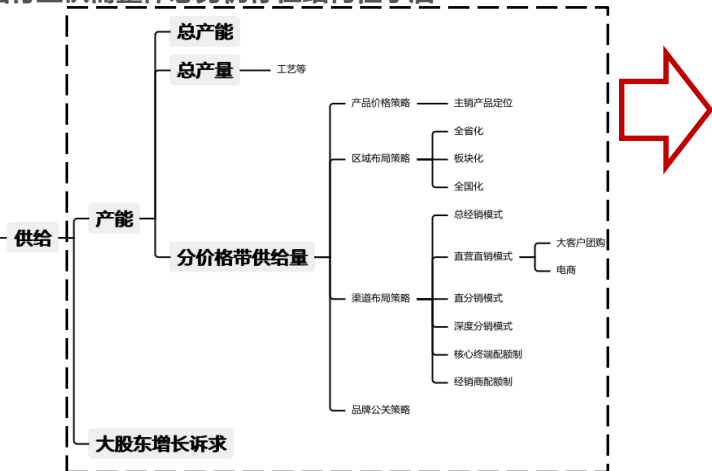 总产能
总产量
工艺等
产品价格策略
主销产品定位
全省化
区域布局策略
板块化
全国化
产能
供给
总经销模式
大客户团购
分价格带供给量
直营直销模式
电商
渠道布局策略
直分销模式
深度分销模式
核心终端配额制
经销商配额制
品牌公关策略
大股东增长诉求